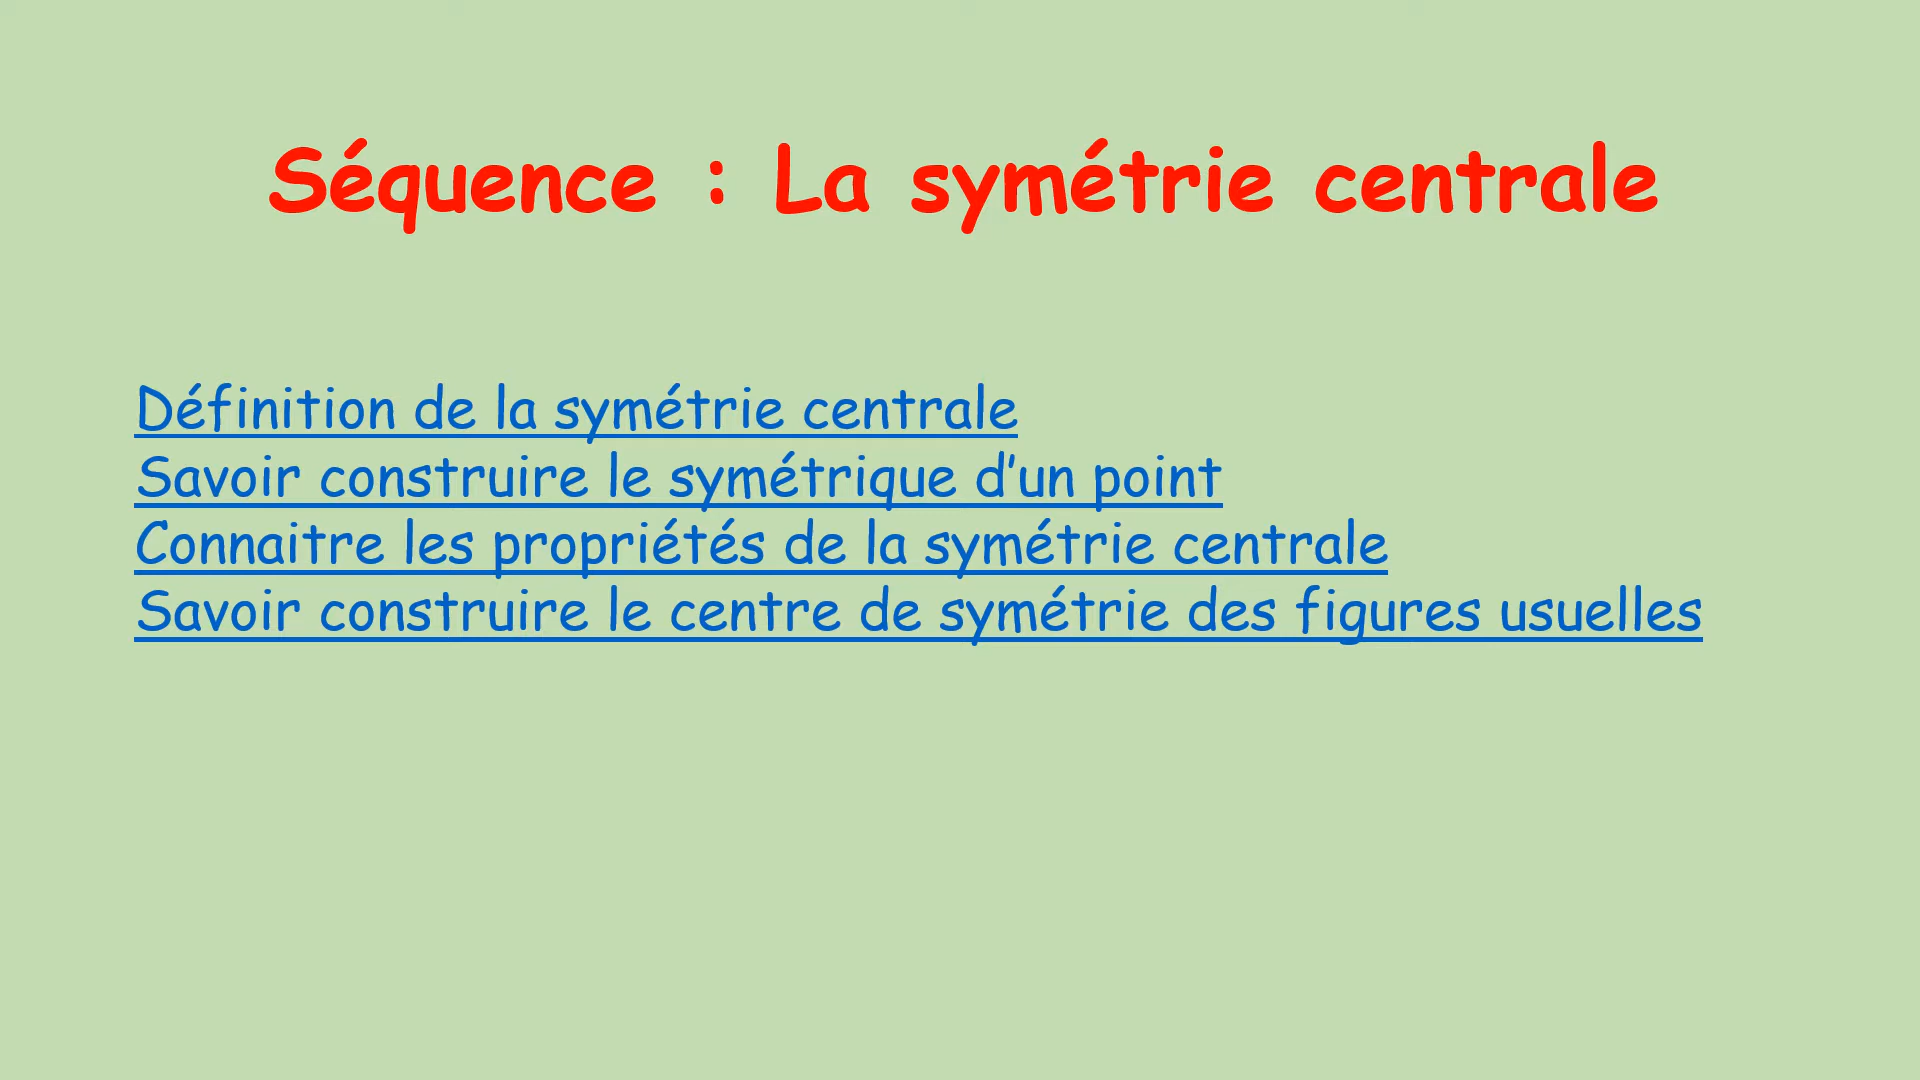 Séquence : La symétrie centrale
Définition de la symétrie centrale
Savoir construire le symétrique d’un point
Connaitre les propriétés de la symétrie centrale
Savoir construire le centre de symétrie des figures usuelles